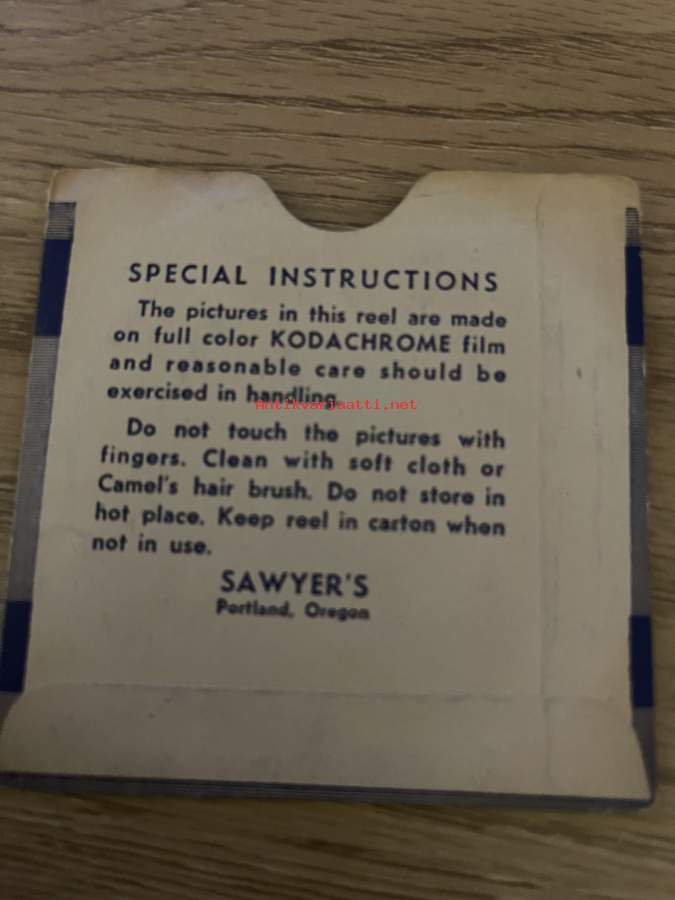 SPECIAL INSTRUCTIONS
The pictures in this reel are made
on full color KODACHROME film
and reasonable care should be
exercised in handling.
Antikvariaatti.net
Do not touch the pictures with
fingers. Clean with soft cloth or
Camel's hair brush. Do not store in
hot place. Keep reel in carton when
not in use.
SAWYER'S
Portland, Oregon